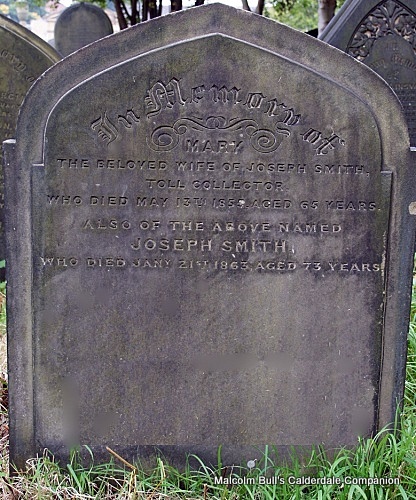 In Memory of
MARY
THE BELOVED WIFE OF JOSEPH SMITH,
TOLL COLLECTOR
WHO DIED MAY 13TH AGED 65 YEARS.
ALSO OF THE ABOVE NAMED
JOSEPH SMITH,
WHO DIED JANY 21ST 1863, AGED 73 YEARS
Malcolm Bull's Calderdale Companion